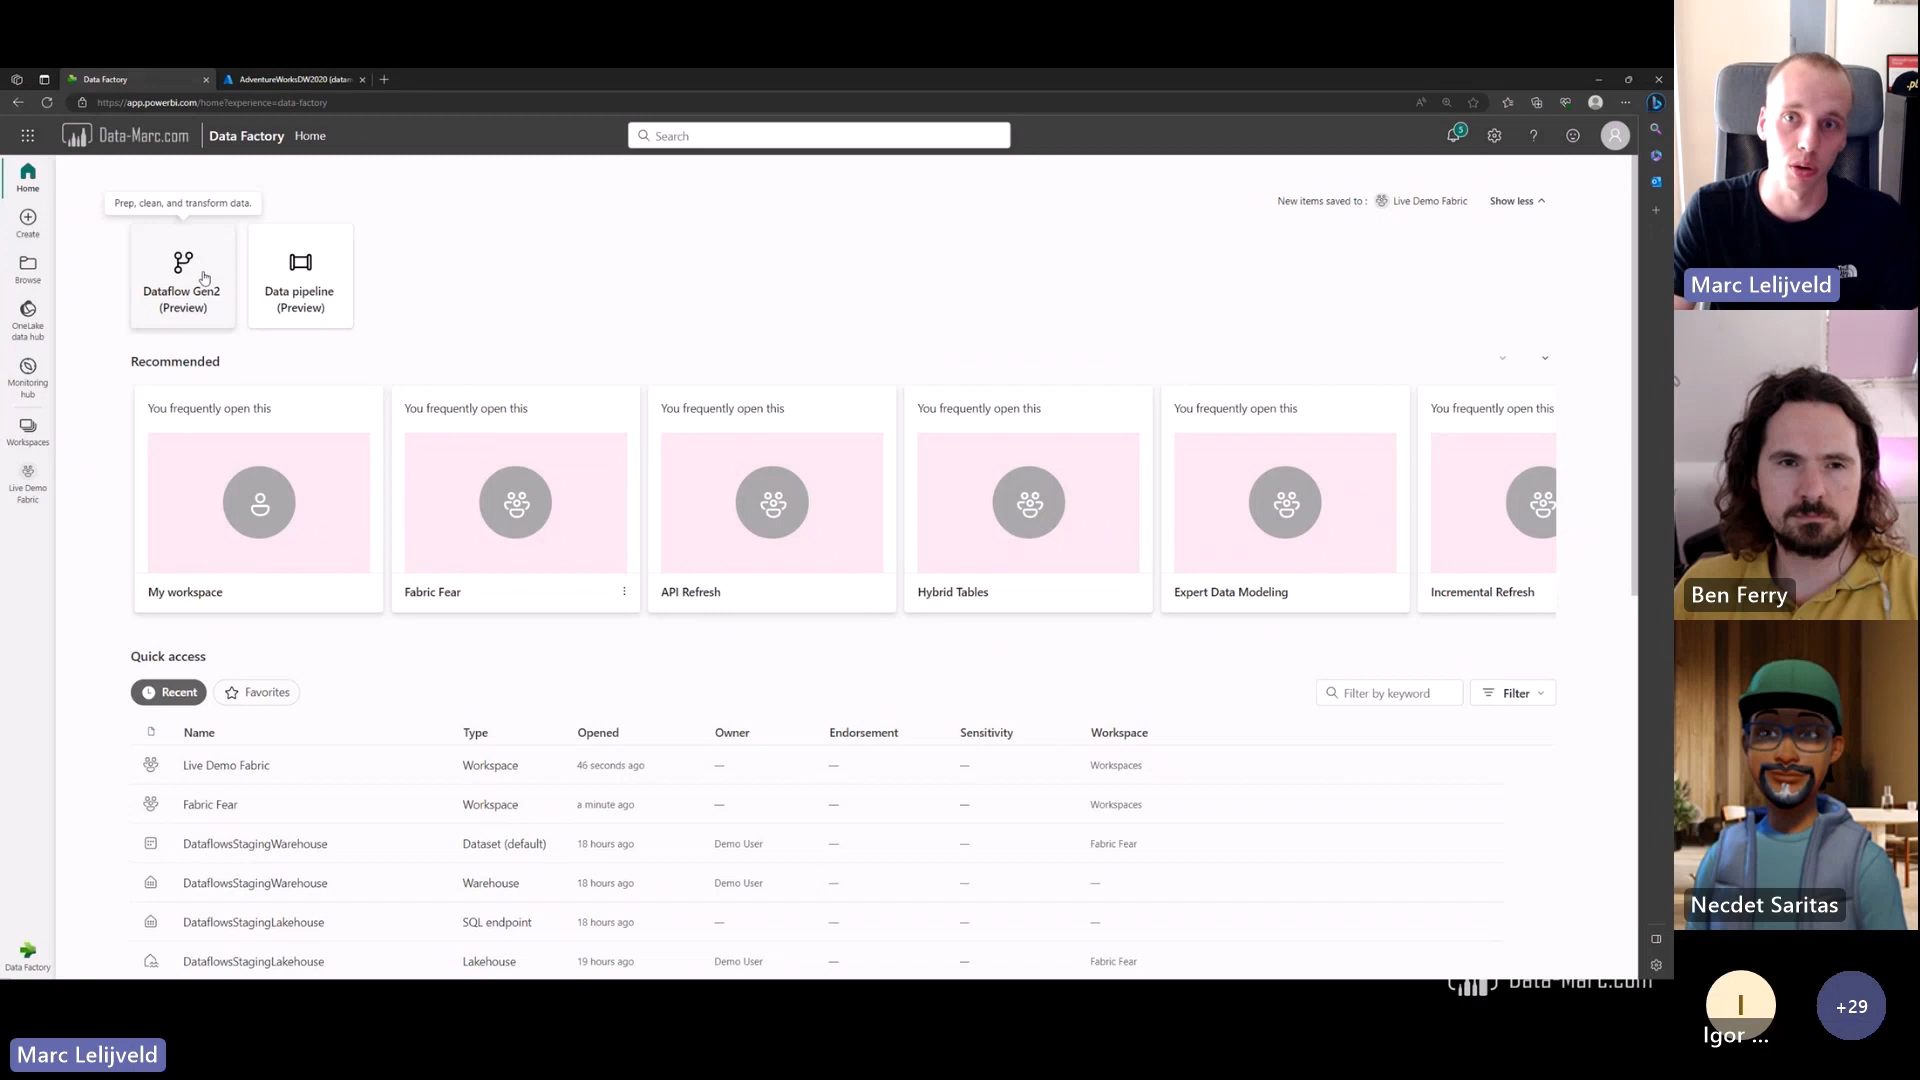 Data Factory
AdventureWorksDW2020 (datam
https://app.powerbi.com/home?experience=data-factory
Data-Marc.com
Data Factory
Home
Search
5
Home
Create
Browse
OneLake
data hub
Monitoring
hub
Workspaces
Live Demo
Fabric
Data Factory
Prep, clean, and transform data.
New items saved to :
Live Demo Fabric
Show less
Dataflow Gen2
(Preview)
Data pipeline
(Preview)
Recommended
You frequently open this
You frequently open this
You frequently open this
You frequently open this
You frequently open this
You frequently open this
My workspace
Fabric Fear
API Refresh
Hybrid Tables
Expert Data Modeling
Incremental Refresh
Quick access
Recent
Favorites
Filter by keyword
Filter
Name Type Opened Owner Endorsement Sensitivity Workspace
Live Demo Fabric Workspace 46 seconds ago — — — Workspaces
Fabric Fear Workspace a minute ago — — — Workspaces
DataflowsStagingWarehouse Dataset (default) 18 hours ago Demo User — — Fabric Fear
DataflowsStagingWarehouse Warehouse 18 hours ago Demo User — — —
DataflowsStagingLakehouse SQL endpoint 18 hours ago — — — —
DataflowsStagingLakehouse Lakehouse 19 hours ago Demo User — — Fabric Fear
Data-Marc.com
Marc Lelijveld
Marc Lelijveld
Ben Ferry
Necdet Saritas
I
Igor ...
+29